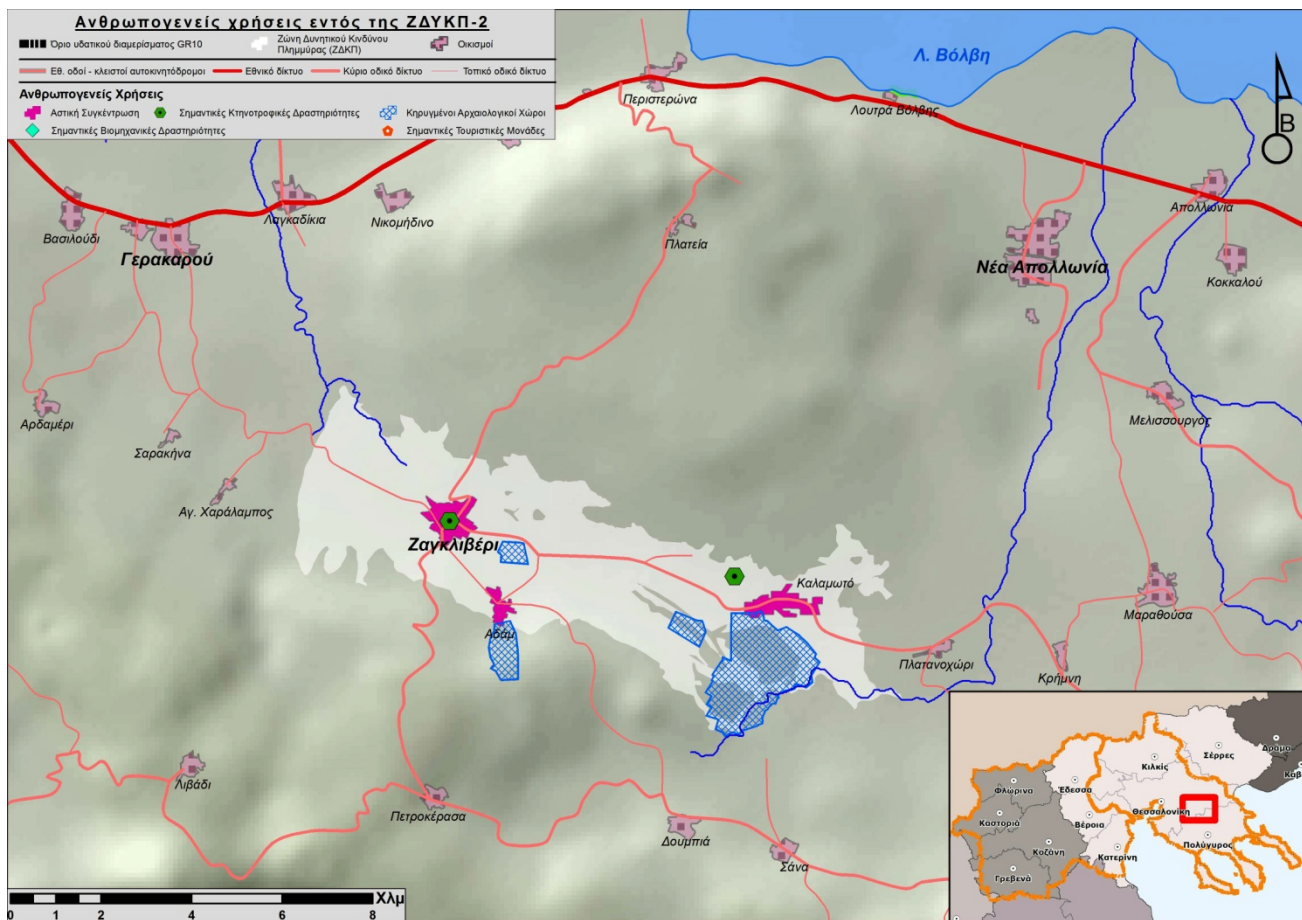 Ανθρωπογενείς χρήσεις εντός της ΖΔΥΚΠ-2
Όριο υδατικού διαμερίσματος GR10
Ζώνη Δυνητικού Κινδύνου
Πλημμύρας (ΖΔΚΠ)
Οικισμοί
Εθ. οδοί - κλειστοί αυτοκινητόδρομοι
Εθνικό δίκτυο
Κύριο οδικό δίκτυο
Τοπικό οδικό δίκτυο
Ανθρωπογενείς Χρήσεις
Αστική Συγκέντρωση
Σημαντικές Κτηνοτροφικές Δραστηριότητες
Κηρυγμένοι Αρχαιολογικοί Χώροι
Σημαντικές Βιομηχανικές Δραστηριότητες
Σημαντικές Τουριστικές Μονάδες
Λ. Βόλβη
Β
Περιστερώνα
Λουτρά Βόλβης
Απολλωνία
Λαγκαδίκια
Νικομήδινο
Βασιλούδι
Γερακαρού
Πλατεία
Νέα Απολλωνία
Κοκκαλού
Αρδαμέρι
Σαρακήνα
Μελισσουργός
Αγ. Χαράλαμπος
Ζαγκλιβέρι
Καλαμωτό
Αδάμ
Μαραθούσα
Πλατανοχώρι
Κρήμνη
Λιβάδι
Πετροκέρασα
Δουμπιά
Σάνα
Χλμ
0 1 2 4 6 8
Δράμα
Σέρρες
Κιλκίς
Καβ
Φλώρινα
Έδεσσα
Θεσσαλονίκη
Καστοριά
Βέροια
Κοζάνη
Πολύγυρος
Κατερίνη
Γρεβενά